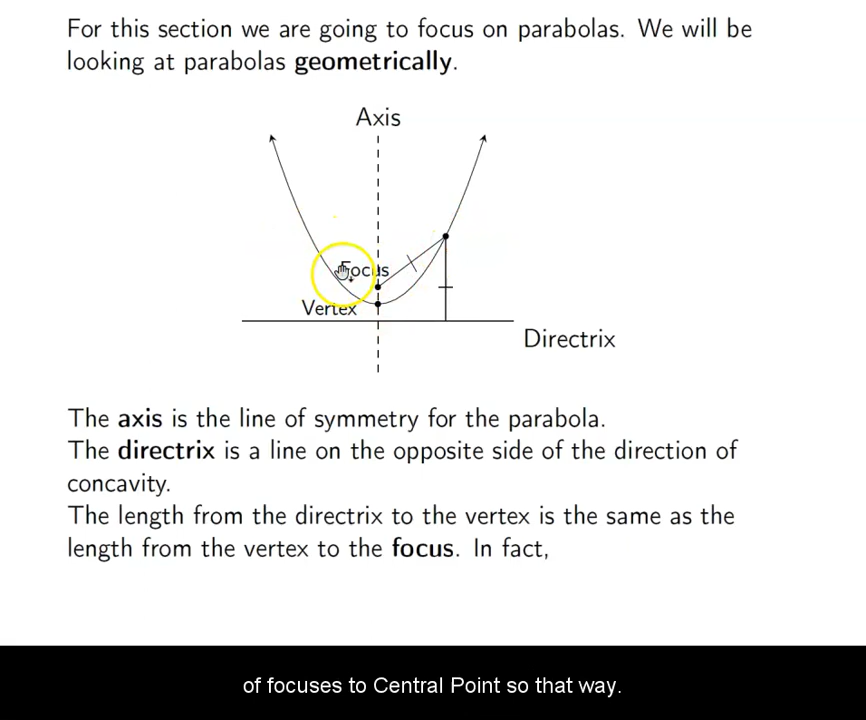 For this section we are going to focus on parabolas. We will be
looking at parabolas geometrically.
Axis
Focus
Vertex
Directrix
The axis is the line of symmetry for the parabola.
The directrix is a line on the opposite side of the direction of
concavity.
The length from the directrix to the vertex is the same as the
length from the vertex to the focus. In fact,
of focuses to Central Point so that way.